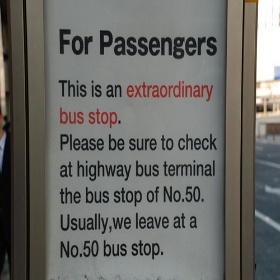 For Passengers
This is an extraordinary
bus stop.
Please be sure to check
at highway bus terminal
the bus stop of No.50.
Usually,we leave at a
No.50 bus stop.